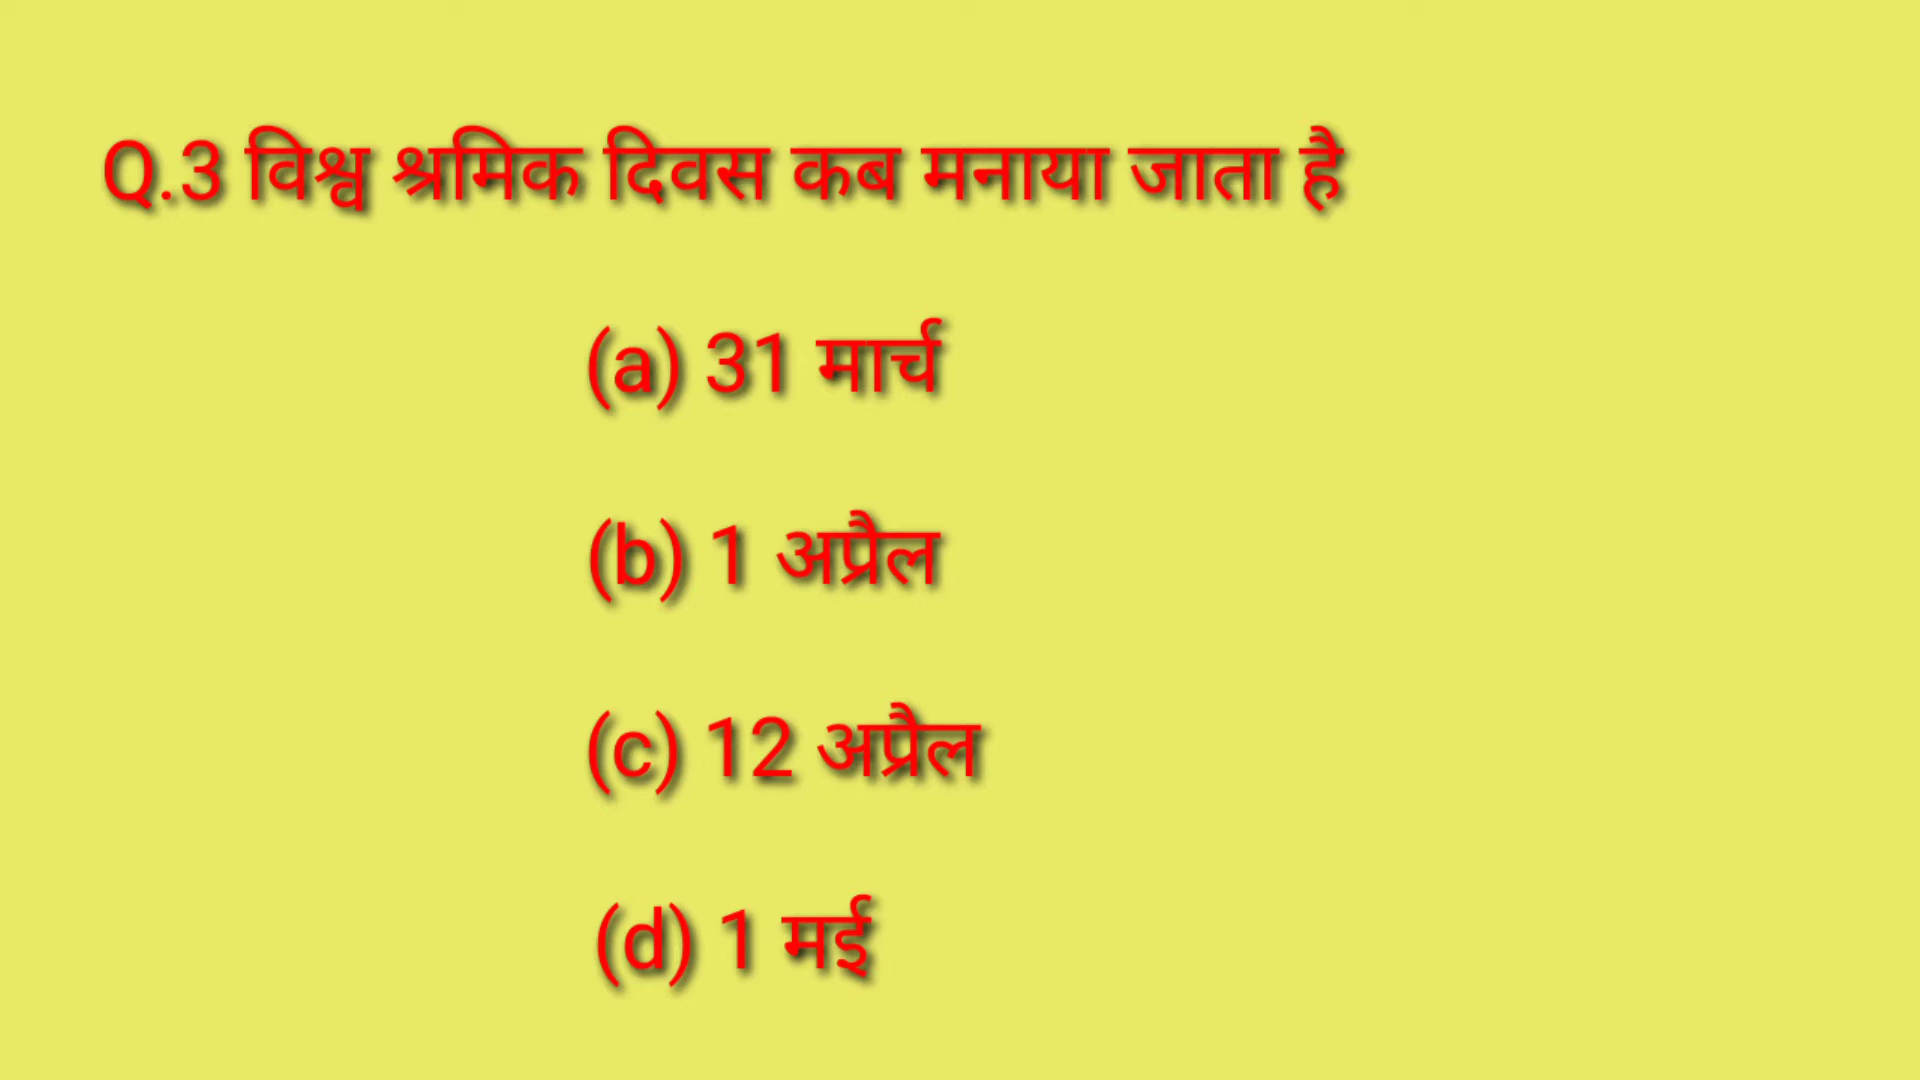 Q.3 विश्व श्रमिक दिवस कब मनाया जाता है
(a) 31 मार्च
(b) 1 अप्रैल
(c) 12 अप्रैल
(d) 1 मई